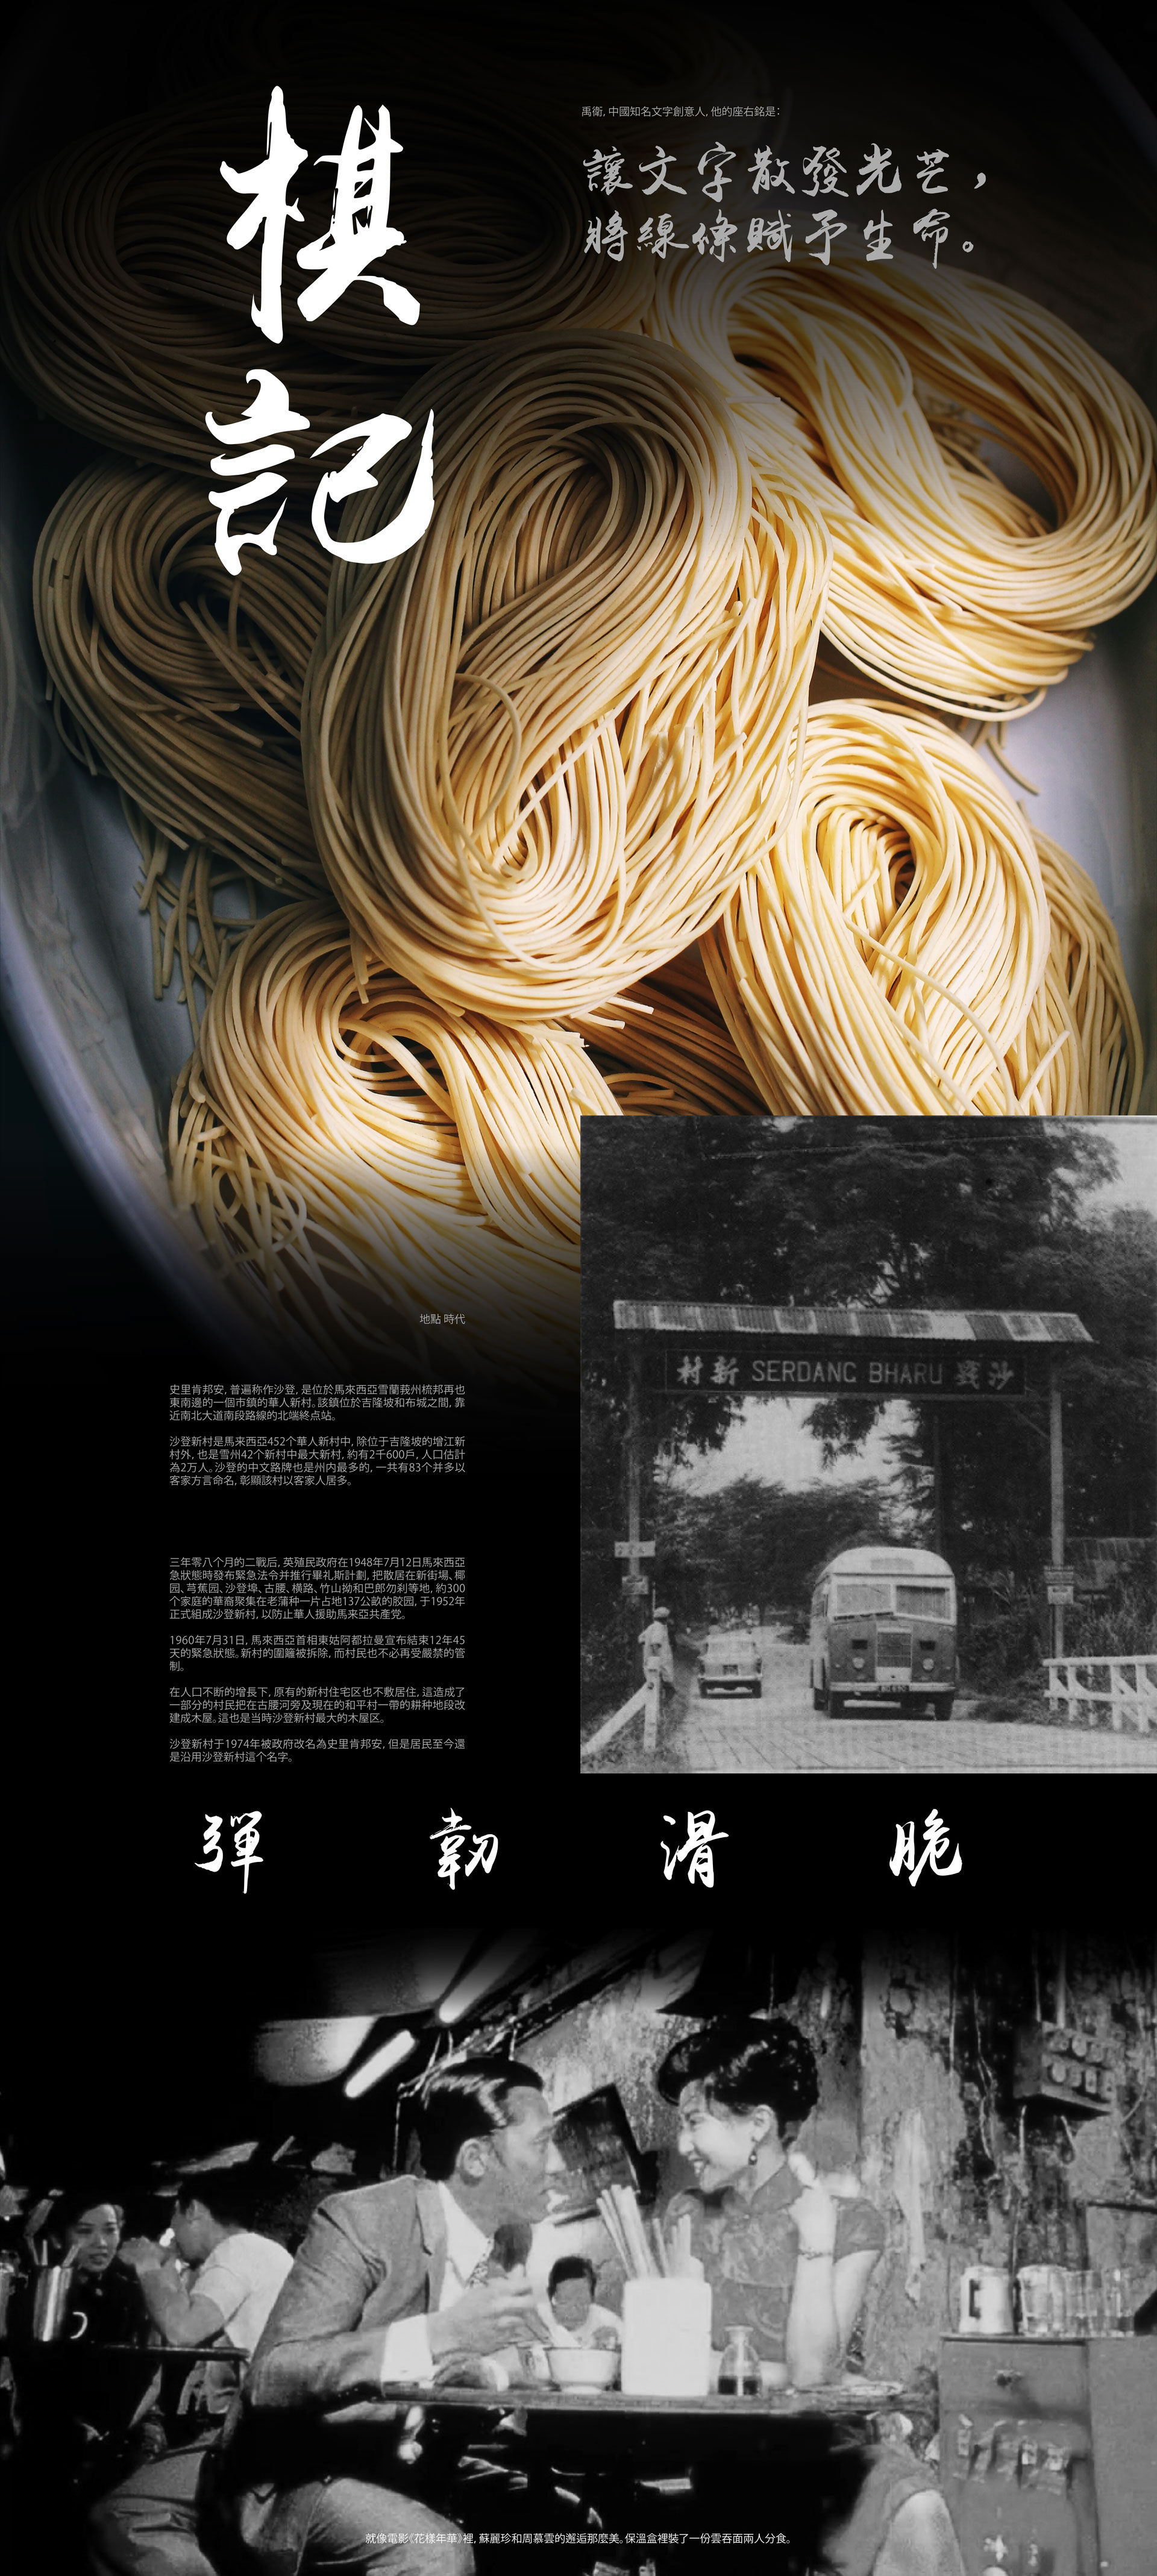 棋
記
禹衛, 中國知名文字創意人, 他的座右銘是:
讓文字散發光芒，
將線條賦予生命。
村新 SERDANG BHARU 登沙
地點 時代
史里肯邦安, 普遍称作沙登, 是位於馬來西亞雪蘭莪州梳邦再也
東南邊的一個市鎮的華人新村。該鎮位於吉隆坡和布城之間, 靠
近南北大道南段路線的北端終点站。
沙登新村是馬来西亞452个華人新村中, 除位于吉隆坡的增江新
村外, 也是雪州42个新村中最大新村, 約有2千600戶, 人口估計
為2万人。沙登的中文路牌也是州内最多的, 一共有83个并多以
客家方言命名, 彰顯該村以客家人居多。
三年零八个月的二戰后, 英殖民政府在1948年7月12日馬來西亞
急狀態時發布緊急法令并推行畢礼斯計劃, 把散居在新街場、椰
园、芎蕉园、沙登埠、古腰、横路、竹山拗和巴郎勿刹等地, 約300
个家庭的華裔聚集在老蒲种一片占地137公畝的胶园, 于1952年
正式組成沙登新村, 以防止華人援助馬来亞共產党。
1960年7月31日, 馬來西亞首相東姑阿都拉曼宣布結束12年45
天的緊急狀態。新村的圍籬被拆除, 而村民也不必再受嚴禁的管
制。
在人口不断的增長下, 原有的新村住宅区也不敷居住, 這造成了
一部分的村民把在古腰河旁及現在的和平村一帶的耕种地段改
建成木屋。這也是当時沙登新村最大的木屋区。
沙登新村于1974年被政府改名為史里肯邦安, 但是居民至今還
是沿用沙登新村這个名字。
彈 韌 滑 脆
就像電影《花樣年華》裡, 蘇麗珍和周慕雲的邂逅那麼美。保溫盒裡裝了一份雲吞面兩人分食。